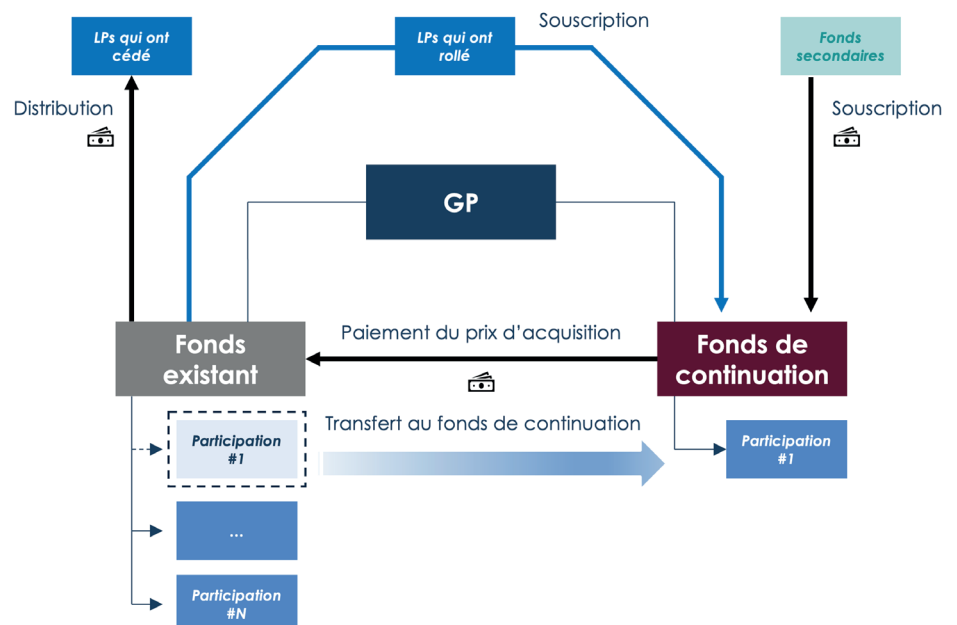 LPs qui ont
cédé
LPs qui ont
rollé
Souscription
Fonds
secondaires
Distribution
Souscription
GP
Fonds
existant
Paiement du prix d'acquisition
Fonds de
continuation
Participation
#1
Transfert au fonds de continuation
Participation
#1
...
Participation
#N